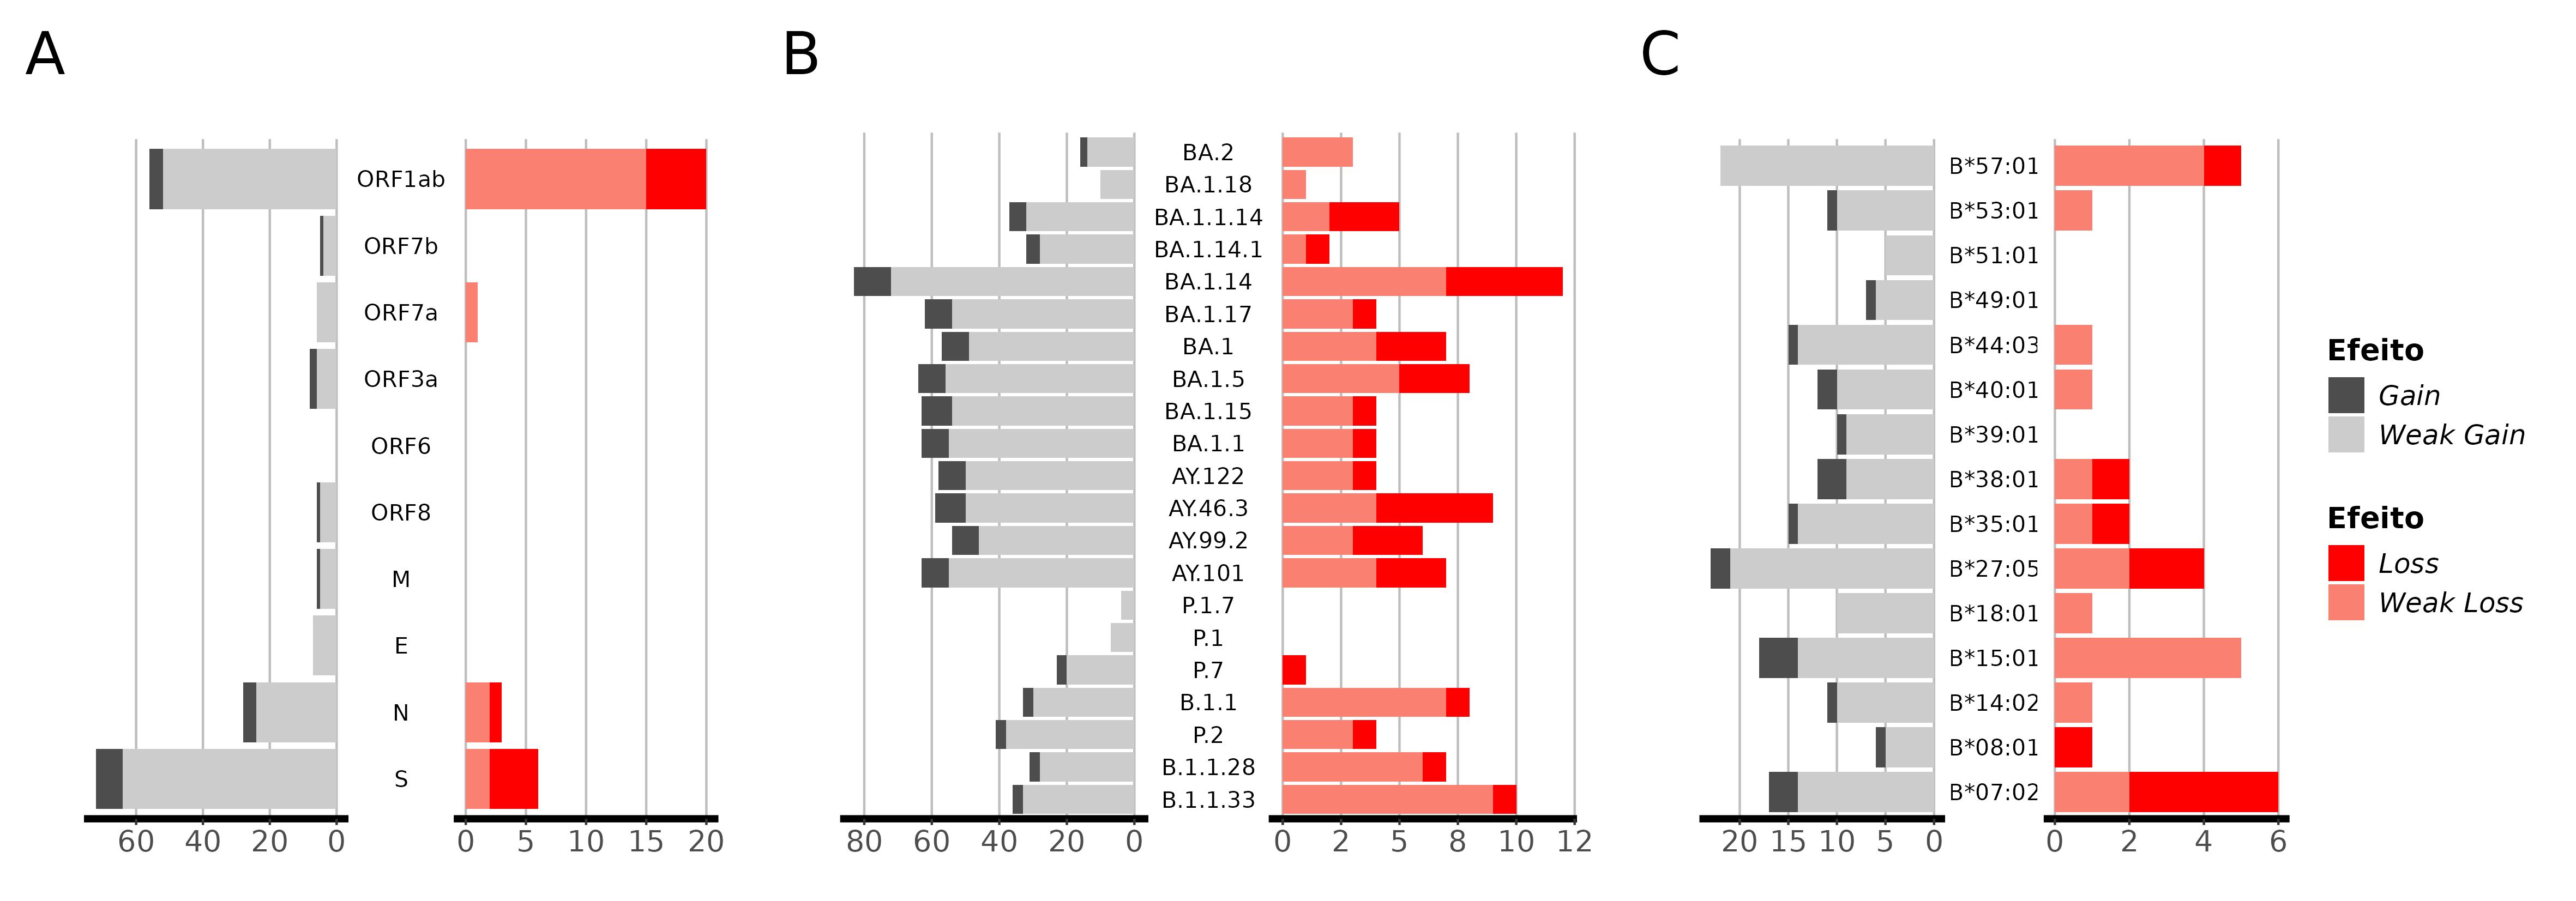 A
ORF1ab
ORF7b
ORF7a
ORF3a
ORF6
ORF8
M
E
N
S
60 40 20 0
0 5 10 15 20
B
BA.2
BA.1.18
BA.1.1.14
BA.1.14.1
BA.1.14
BA.1.17
BA.1
BA.1.5
BA.1.15
BA.1.1
AY.122
AY.46.3
AY.99.2
AY.101
P.1.7
P.1
P.7
B.1.1
P.2
B.1.1.28
B.1.1.33
80 60 40 20 0
0 2 5 8 10 12
C
B*57:01
B*53:01
B*51:01
B*49:01
B*44:03
B*40:01
B*39:01
B*38:01
B*35:01
B*27:05
B*18:01
B*15:01
B*14:02
B*08:01
B*07:02
20 15 10 5 0
0 2 4 6
Efeito
Gain
Weak Gain
Efeito
Loss
Weak Loss